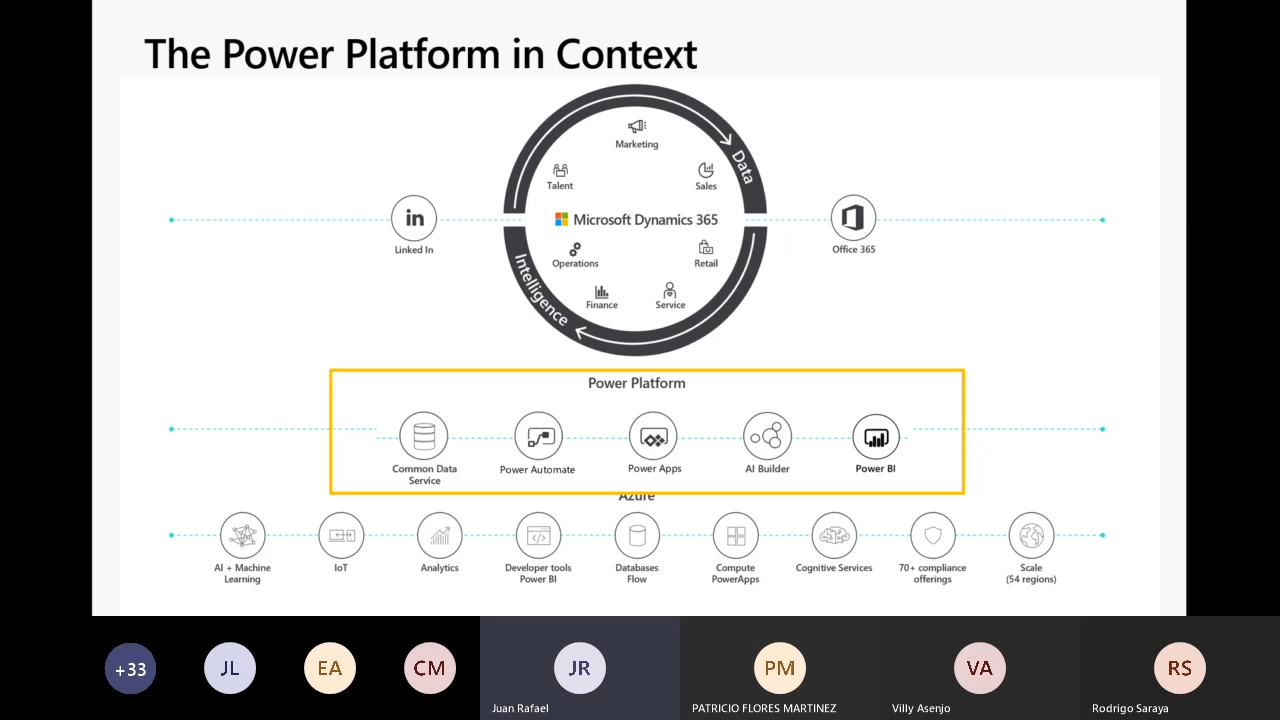 The Power Platform in Context
Marketing
Data
Talent
Sales
in
Microsoft Dynamics 365
Linked In
Office 365
Operations
Retail
Intelligence
Finance
Service
Power Platform
Common Data
Service
Power Automate
Power Apps
AI Builder
Power BI
Azure
AI + Machine
Learning
IoT
Analytics
Developer tools
Power BI
Databases
Flow
Compute
PowerApps
Cognitive Services
70+ compliance
offerings
Scale
(54 regions)
+33
JL
EA
CM
JR
PM
VA
RS
Juan Rafael
PATRICIO FLORES MARTINEZ
Villy Asenjo
Rodrigo Saraya